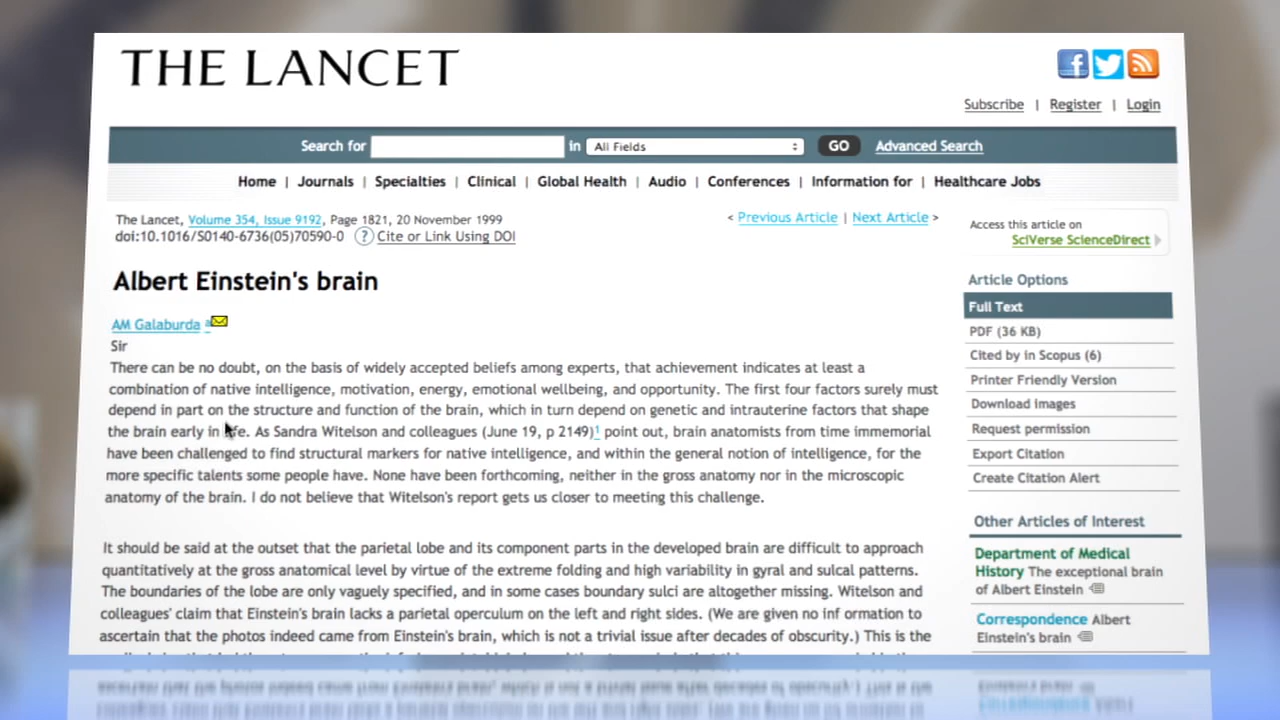 THE LANCET
Subscribe | Register | Login
Search for in All Fields GO Advanced Search
Home | Journals | Specialties | Clinical | Global Health | Audio | Conferences | Information for | Healthcare Jobs
The Lancet, Volume 354, Issue 9192, Page 1821, 20 November 1999
doi:10.1016/S0140-6736(05)70590-0 ? Cite or Link Using DOI
< Previous Article | Next Article >
Albert Einstein's brain
AM Galaburda a
Sir
There can be no doubt, on the basis of widely accepted beliefs among experts, that achievement indicates at least a
combination of native intelligence, motivation, energy, emotional wellbeing, and opportunity. The first four factors surely must
depend in part on the structure and function of the brain, which in turn depend on genetic and intrauterine factors that shape
the brain early in life. As Sandra Witelson and colleagues (June 19, p 2149)1 point out, brain anatomists from time immemorial
have been challenged to find structural markers for native intelligence, and within the general notion of intelligence, for the
more specific talents some people have. None have been forthcoming, neither in the gross anatomy nor in the microscopic
anatomy of the brain. I do not believe that Witelson's report gets us closer to meeting this challenge.
It should be said at the outset that the parietal lobe and its component parts in the developed brain are difficult to approach
quantitatively at the gross anatomical level by virtue of the extreme folding and high variability in gyral and sulcal patterns.
The boundaries of the lobe are only vaguely specified, and in some cases boundary sulci are altogether missing. Witelson and
colleagues' claim that Einstein's brain lacks a parietal operculum on the left and right sides. (We are given no inf ormation to
ascertain that the photos indeed came from Einstein's brain, which is not a trivial issue after decades of obscurity.) This is the
Access this article on
SciVerse ScienceDirect
Article Options
Full Text
PDF (36 KB)
Cited by in Scopus (6)
Printer Friendly Version
Download images
Request permission
Export Citation
Create Citation Alert
Other Articles of Interest
Department of Medical
History The exceptional brain
of Albert Einstein
Correspondence Albert
Einstein's brain